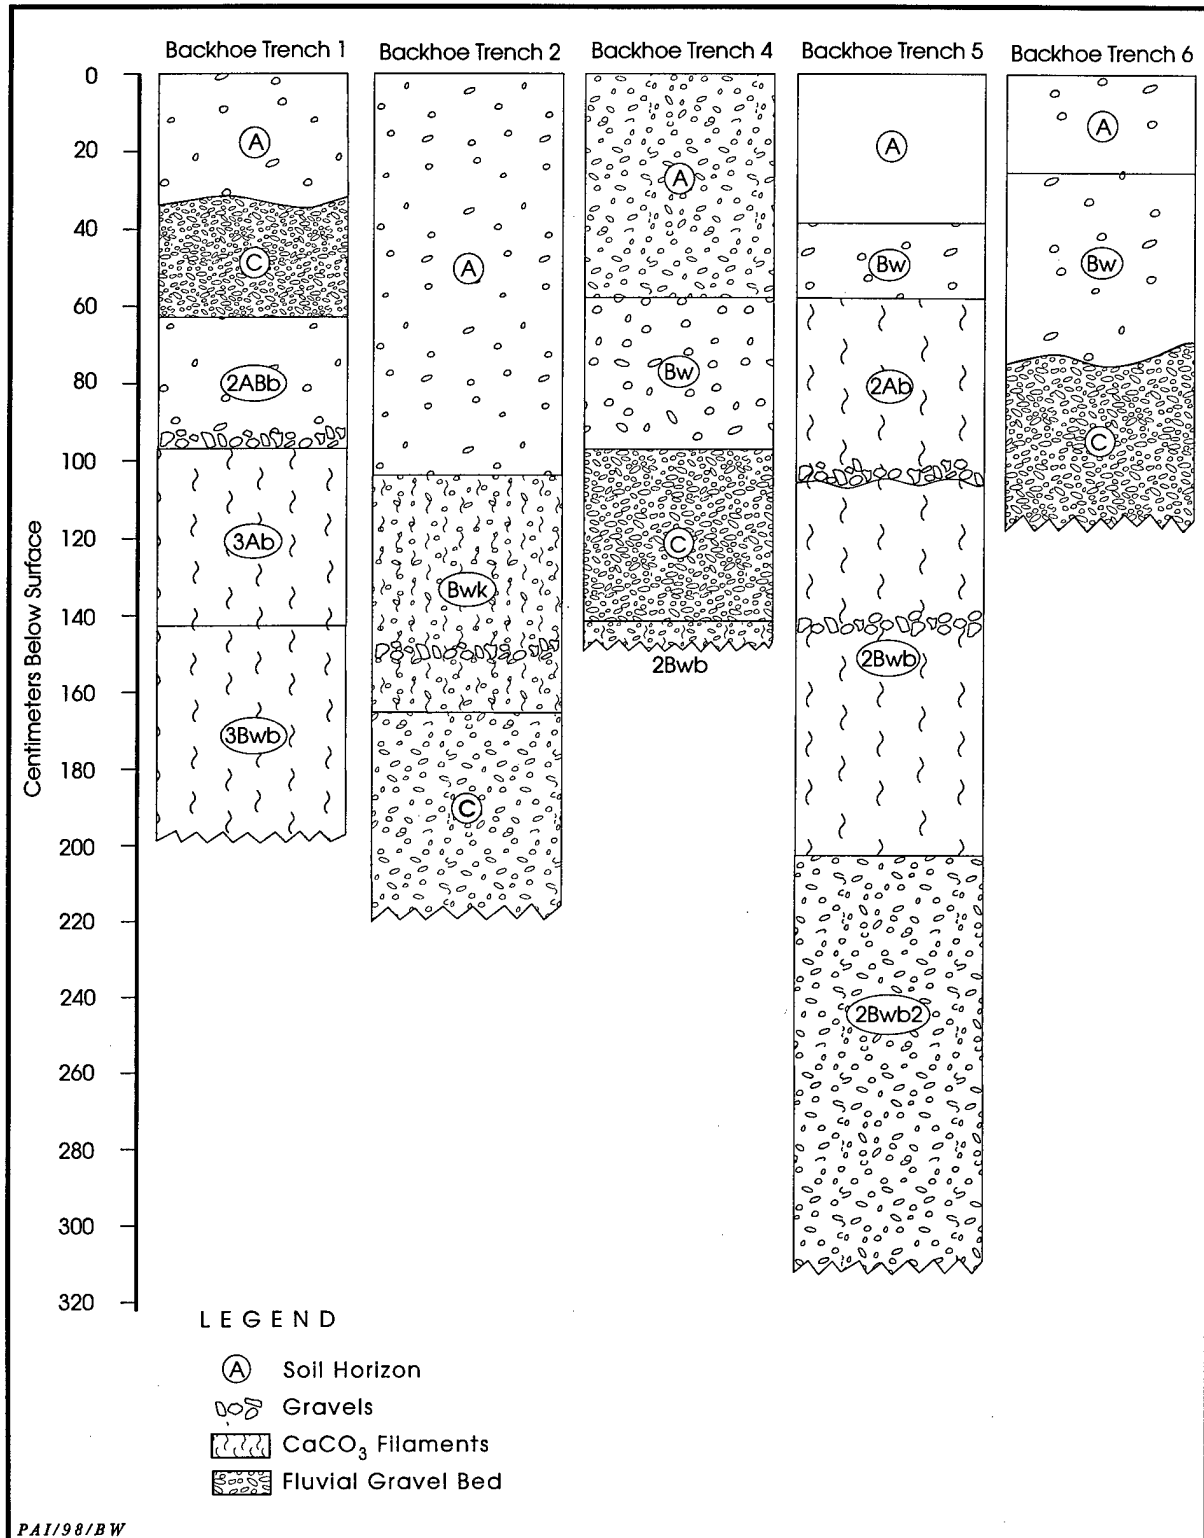 Backhoe Trench 1
Backhoe Trench 2
Backhoe Trench 4
Backhoe Trench 5
Backhoe Trench 6
Centimeters Below Surface
0
20
40
60
80
100
120
140
160
180
200
220
240
260
280
300
320
A
C
2ABb
3Ab
3Bwb
A
Bwk
C
A
Bw
C
2Bwb
A
Bw
2Ab
2Bwb
2Bwb2
A
Bw
C
LEGEND
A Soil Horizon
Gravels
CaCO₃ Filaments
Fluvial Gravel Bed
PAI/98/BW